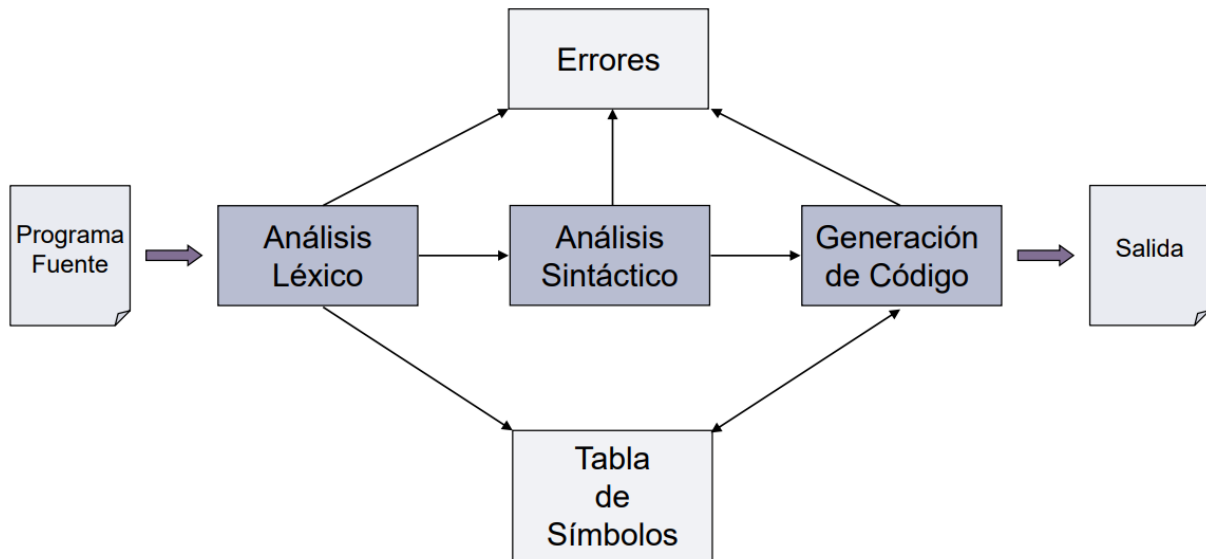 Errores
Programa
Fuente
Análisis
Léxico
Análisis
Sintáctico
Generación
de Código
Salida
Tabla
de
Símbolos